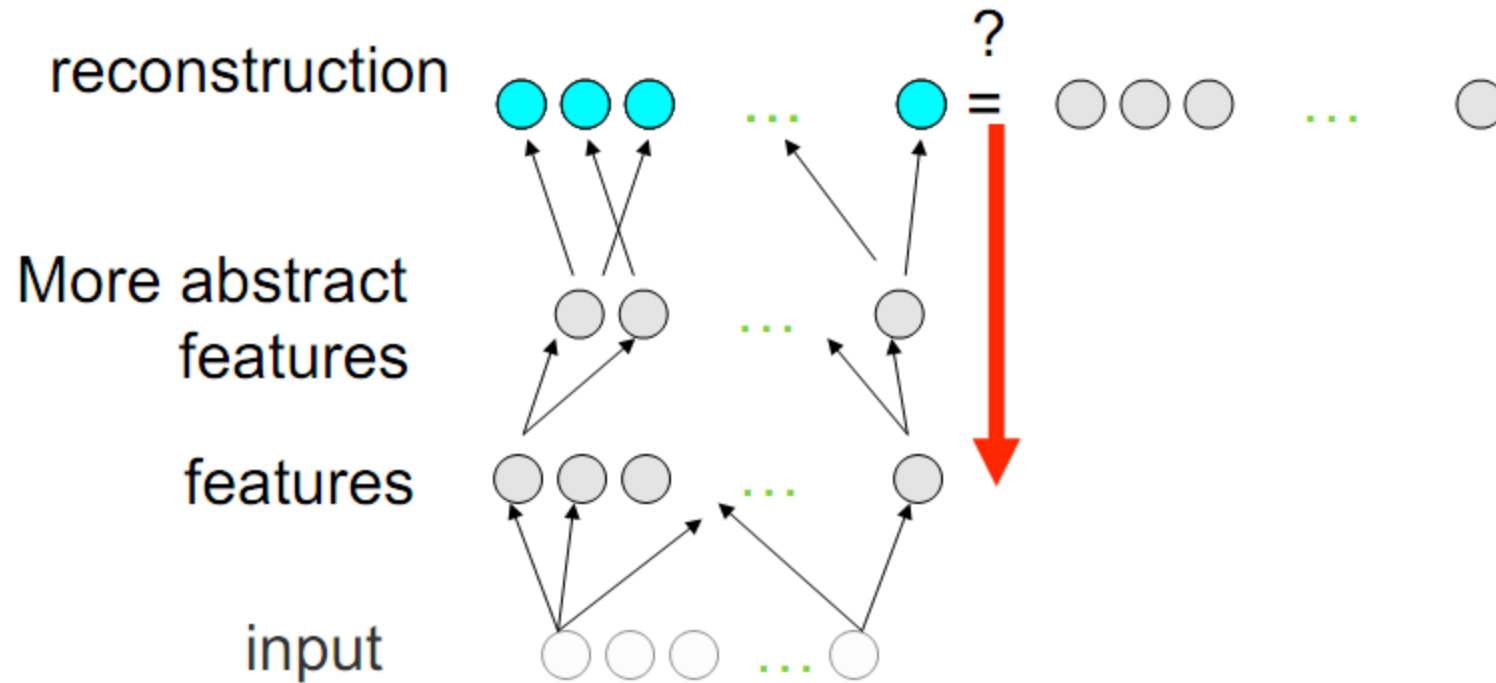 ?
reconstruction
... = ...
More abstract
features
...
features
...
input
...